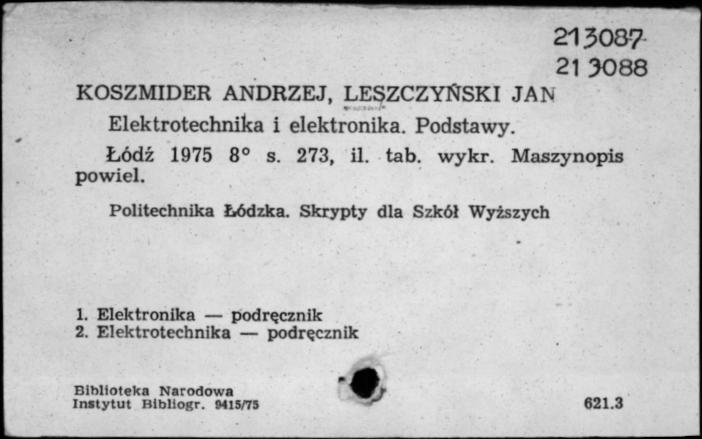 213087
213088
KOSZMIDER ANDRZEJ, LESZCZYŃSKI JAN
Elektrotechnika i elektronika. Podstawy.
Łódź 1975 8° s. 273, il. tab. wykr. Maszynopis
powiel.
Politechnika Łódzka. Skrypty dla Szkół Wyższych
1. Elektronika — podręcznik
2. Elektrotechnika — podręcznik
Biblioteka Narodowa
Instytut Bibliogr. 9415/75
621.3